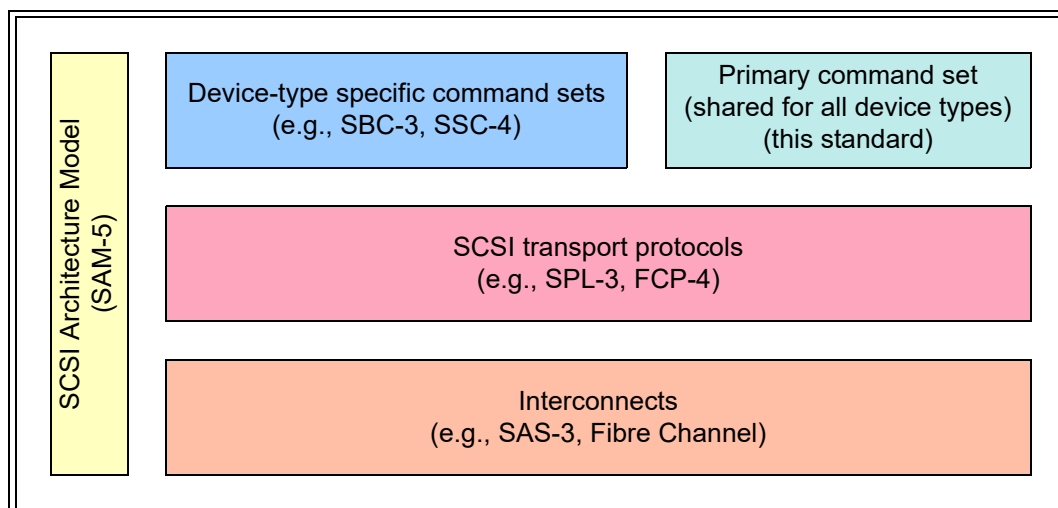 SCSI Architecture Model
(SAM-5)
Device-type specific command sets
(e.g., SBC-3, SSC-4)
Primary command set
(shared for all device types)
(this standard)
SCSI transport protocols
(e.g., SPL-3, FCP-4)
Interconnects
(e.g., SAS-3, Fibre Channel)